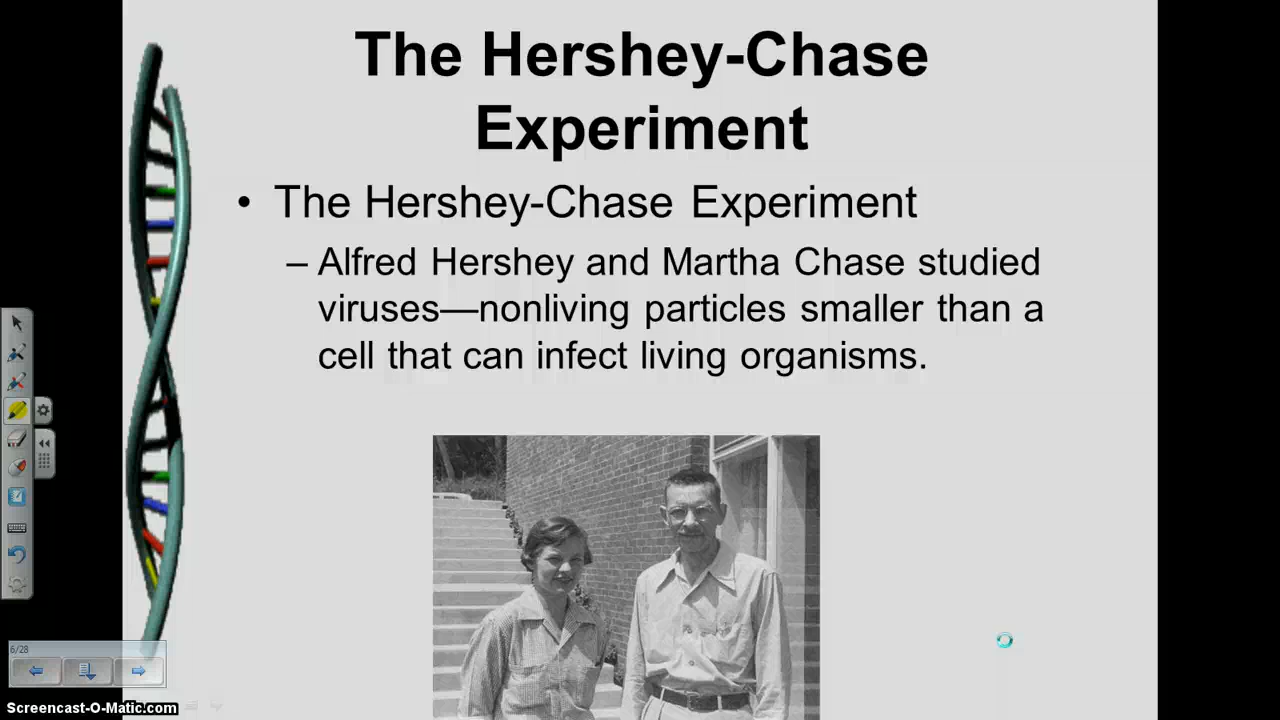 The Hershey-Chase
Experiment
• The Hershey-Chase Experiment
– Alfred Hershey and Martha Chase studied
viruses—nonliving particles smaller than a
cell that can infect living organisms.
6/28
Screencast-O-Matic.com